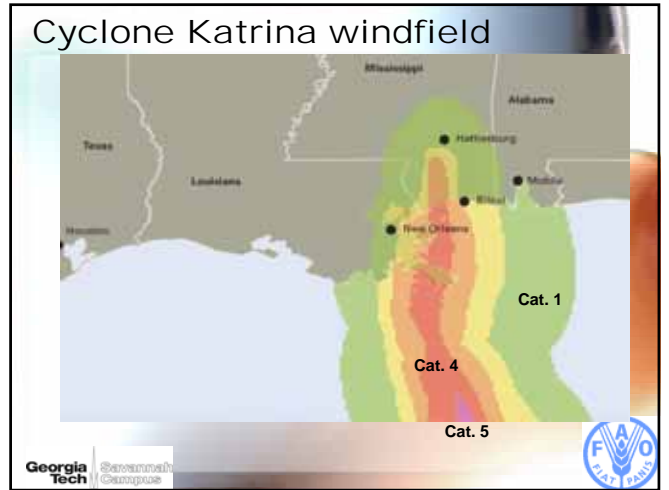 Cyclone Katrina windfield
Mississippi
Alabama
Texas
Louisiana
Hattiesburg
Mobile
Biloxi
Houston
New Orleans
Cat. 1
Cat. 4
Cat. 5
Georgia Tech
Savannah Campus
F A O
FIAT PANIS